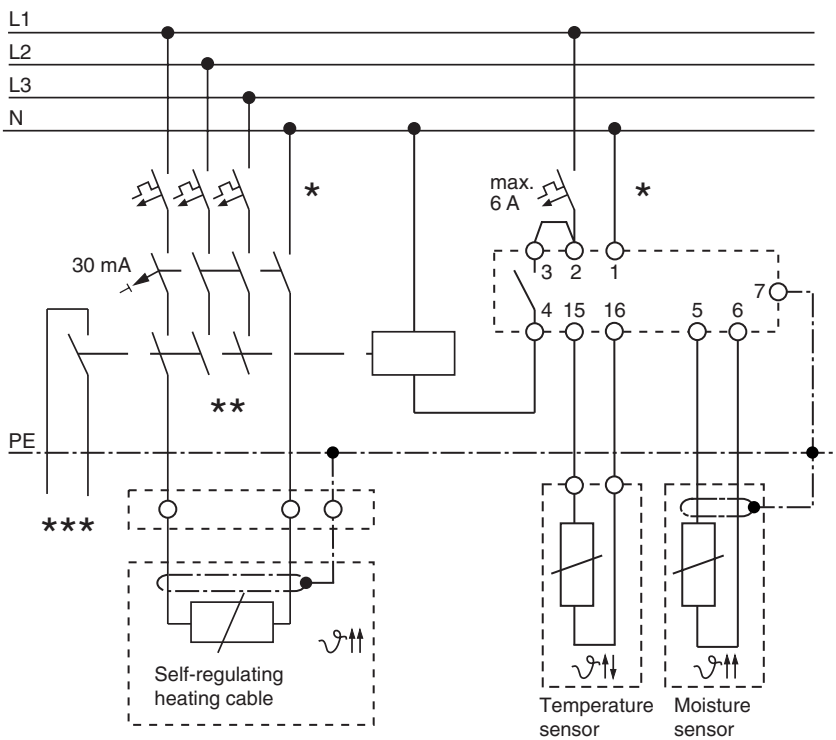 L1
L2
L3
N
*
max.
6 A
*
30 mA
3 2 1
7
4 15 16 5 6
**
PE
***
ϑ↑↑
Self-regulating
heating cable
ϑ↑↓
ϑ↑↑
Temperature
sensor
Moisture
sensor